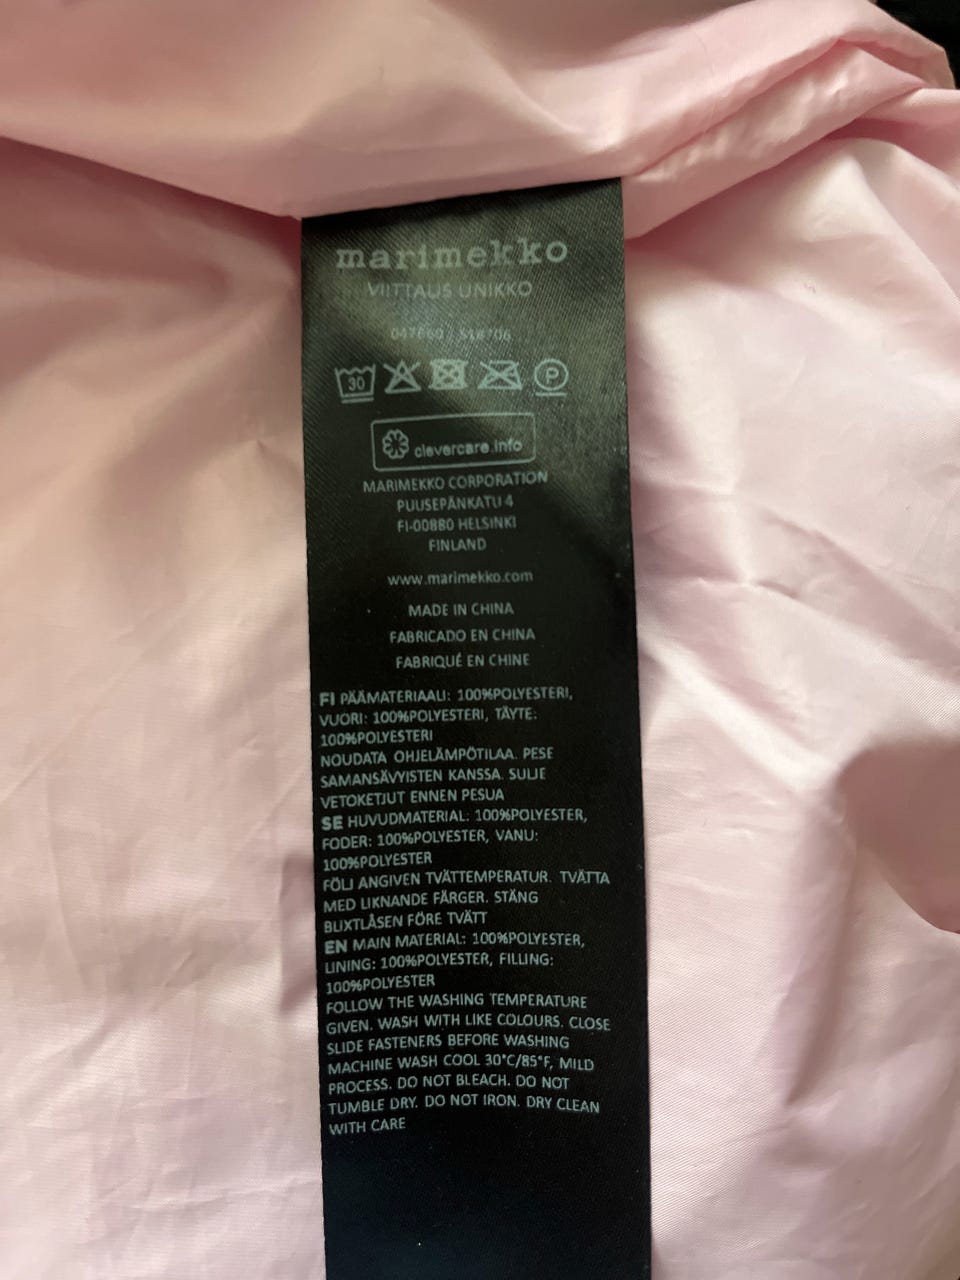 marimekko
VIITTAUS UNIKKO
30 P
clevercare.info
MARIMEKKO CORPORATION
PUUSEPÄNKATU 4
FI-00880 HELSINKI
FINLAND
www.marimekko.com
MADE IN CHINA
FABRICADO EN CHINA
FABRIQUÉ EN CHINE
FI PÄÄMATERIAALI: 100%POLYESTERI,
VUORI: 100%POLYESTERI, TÄYTE:
100%POLYESTERI
NOUDATA OHJELÄMPÖTILAA. PESE
SAMANSÄVYISTEN KANSSA. SULJE
VETOKETJUT ENNEN PESUA
SE HUVUDMATERIAL: 100%POLYESTER,
FODER: 100%POLYESTER, VANU:
100%POLYESTER
FÖLJ ANGIVEN TVÄTTEMPERATUR. TVÄTTA
MED LIKNANDE FÄRGER. STÄNG
BLIXTLÅSEN FÖRE TVÄTT
EN MAIN MATERIAL: 100%POLYESTER,
LINING: 100%POLYESTER, FILLING:
100%POLYESTER
FOLLOW THE WASHING TEMPERATURE
GIVEN. WASH WITH LIKE COLOURS. CLOSE
SLIDE FASTENERS BEFORE WASHING
MACHINE WASH COOL 30°C/85°F, MILD
PROCESS. DO NOT BLEACH. DO NOT
TUMBLE DRY. DO NOT IRON. DRY CLEAN
WITH CARE